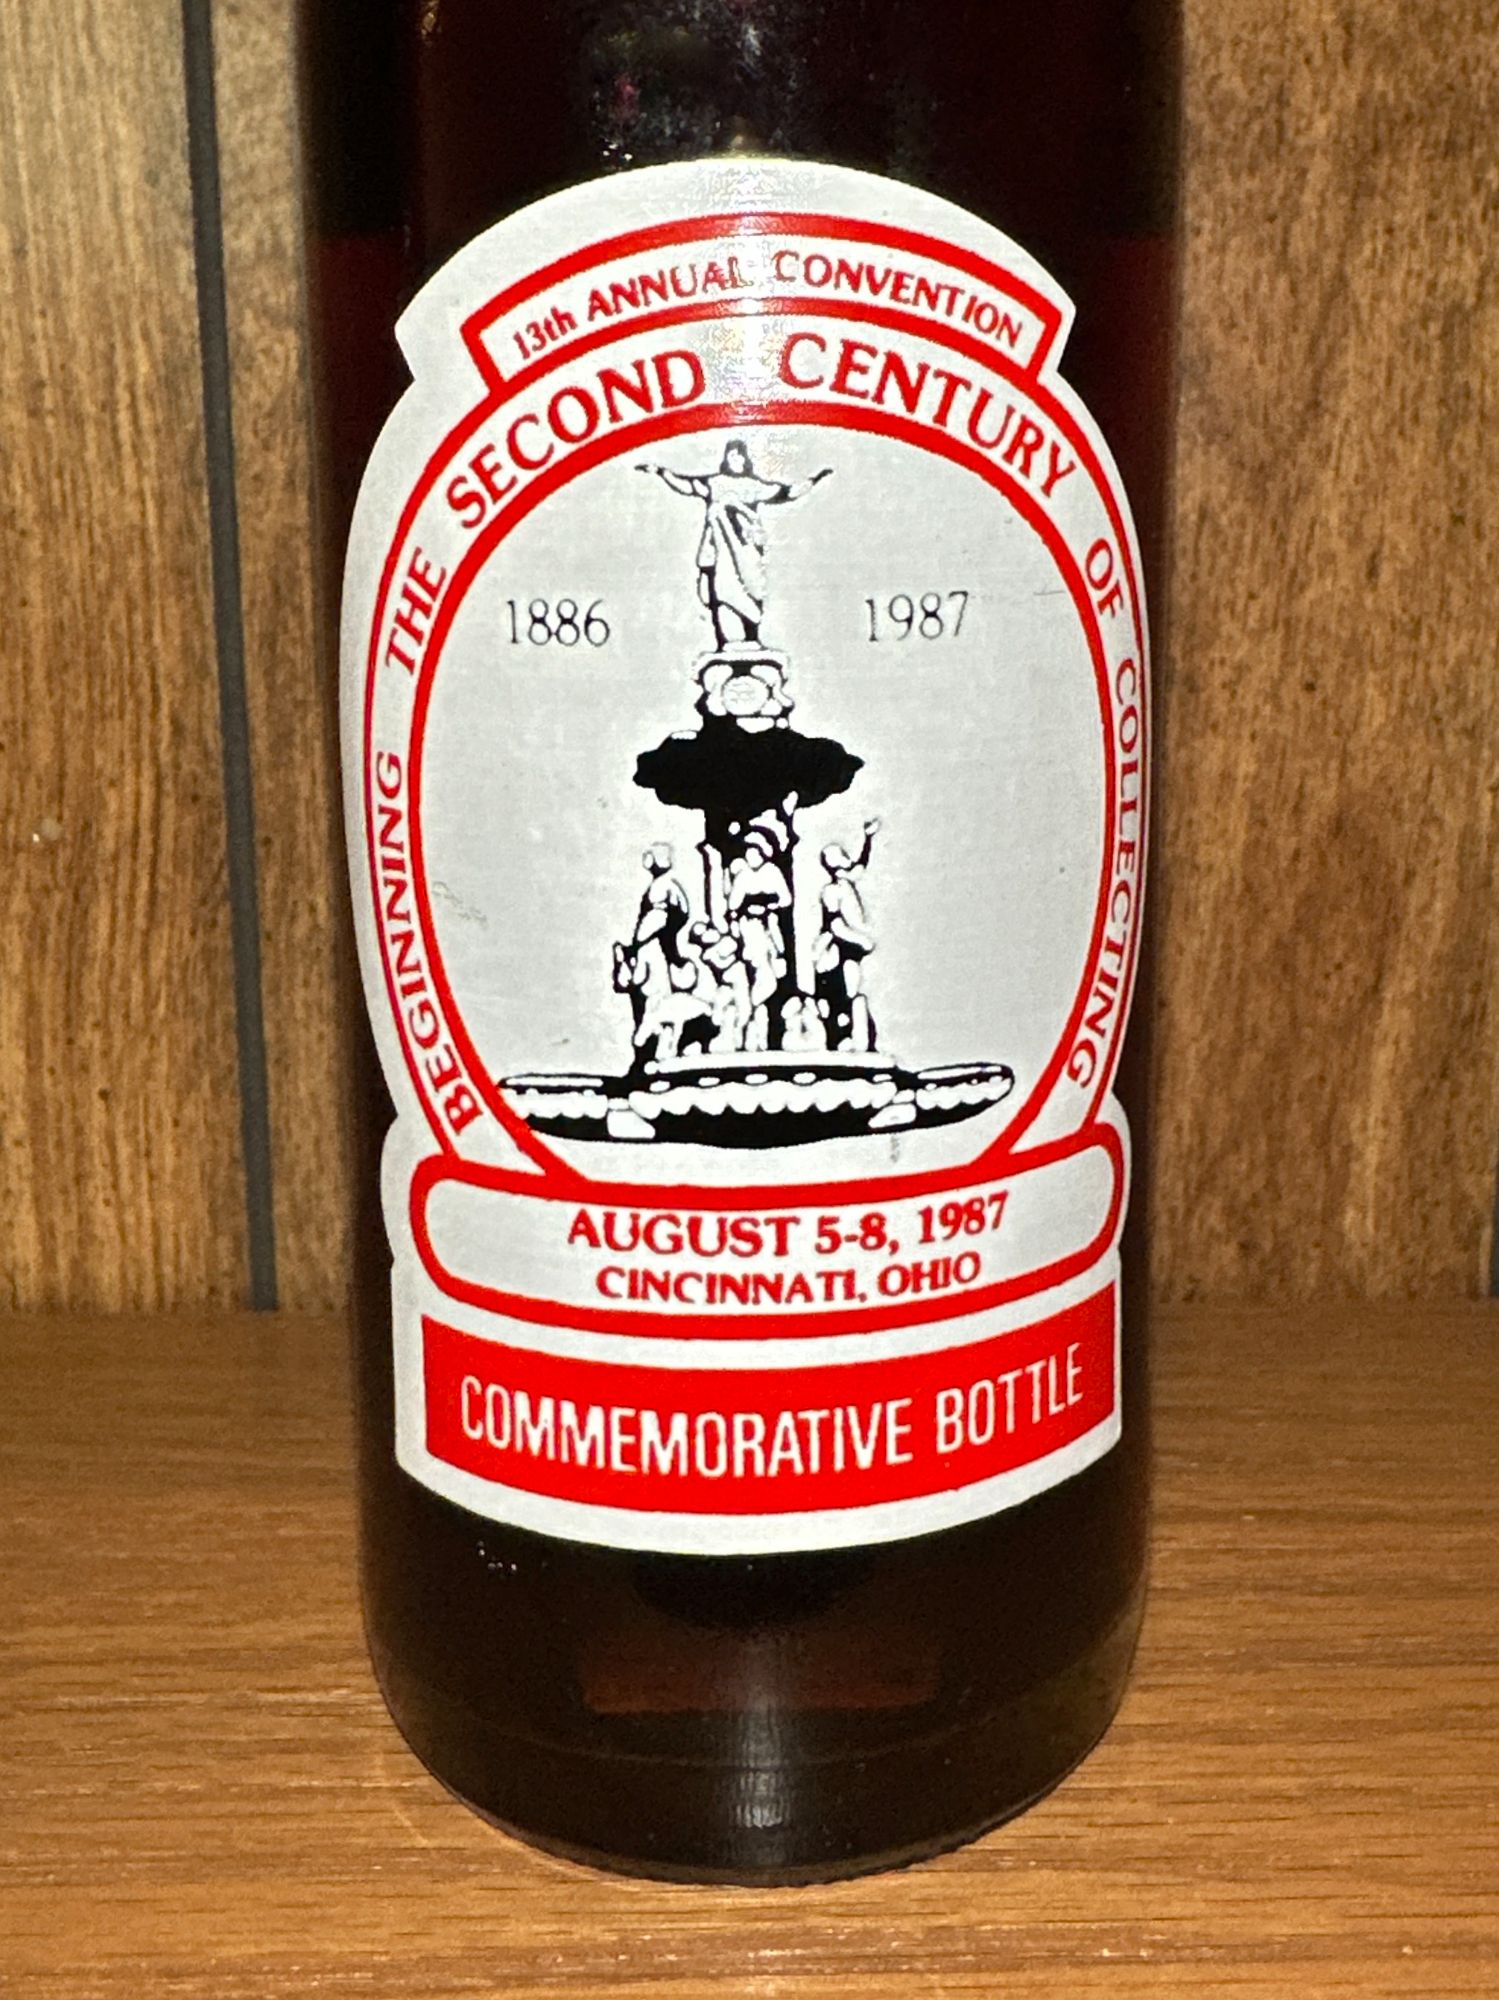 13th ANNUAL CONVENTION
BEGINNING THE SECOND CENTURY OF COLLECTING
1886 1987
AUGUST 5-8, 1987
CINCINNATI, OHIO
COMMEMORATIVE BOTTLE